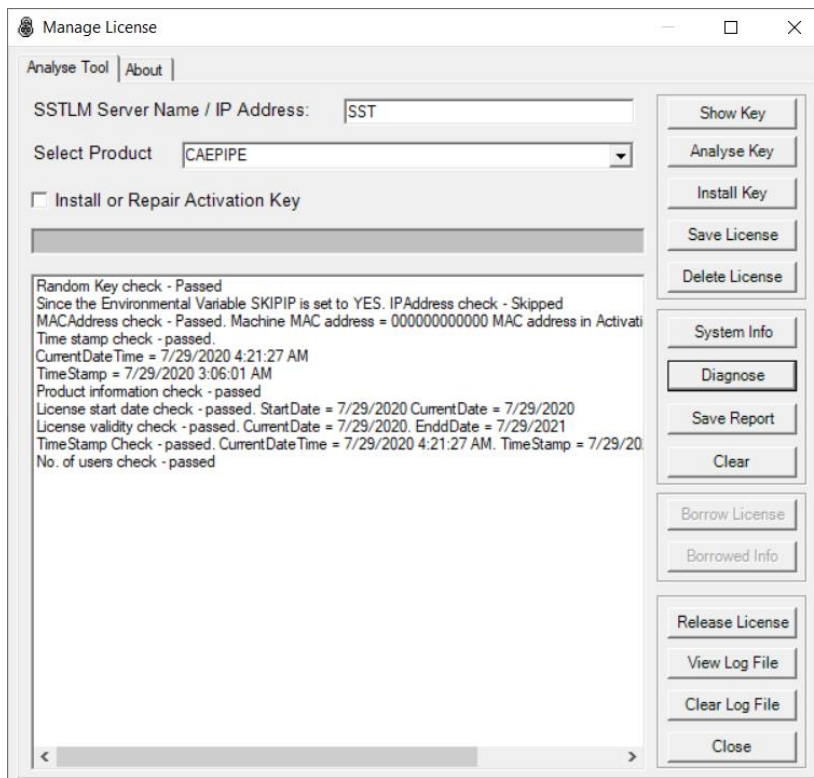 Manage License
Analyse Tool
About
SSTLM Server Name / IP Address:
SST
Select Product
CAEPIPE
Install or Repair Activation Key
Random Key check - Passed
Since the Environmental Variable SKIPIP is set to YES. IPAddress check - Skipped
MACAddress check - Passed. Machine MAC address = 000000000000 MAC address in Activati
Time stamp check - passed.
CurrentDateTime = 7/29/2020 4:21:27 AM
TimeStamp = 7/29/2020 3:06:01 AM
Product information check - passed
License start date check - passed. StartDate = 7/29/2020 CurrentDate = 7/29/2020
License validity check - passed. CurrentDate = 7/29/2020. EnddDate = 7/29/2021
TimeStamp Check - passed. CurrentDateTime = 7/29/2020 4:21:27 AM. TimeStamp = 7/29/20
No. of users check - passed
Show Key
Analyse Key
Install Key
Save License
Delete License
System Info
Diagnose
Save Report
Clear
Borrow License
Borrowed Info
Release License
View Log File
Clear Log File
Close